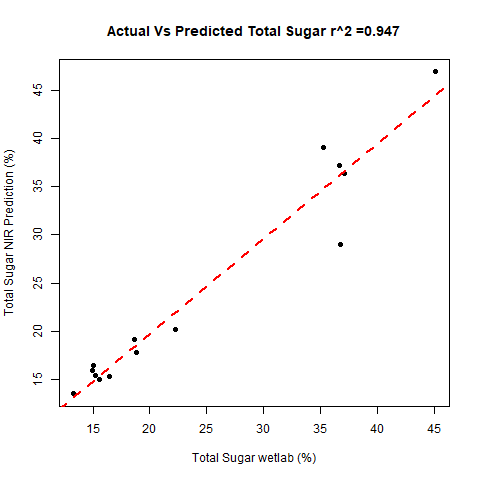 Actual Vs Predicted Total Sugar r^2 =0.947
Total Sugar NIR Prediction (%)
45
40
35
30
25
20
15
15 20 25 30 35 40 45
Total Sugar wetlab (%)